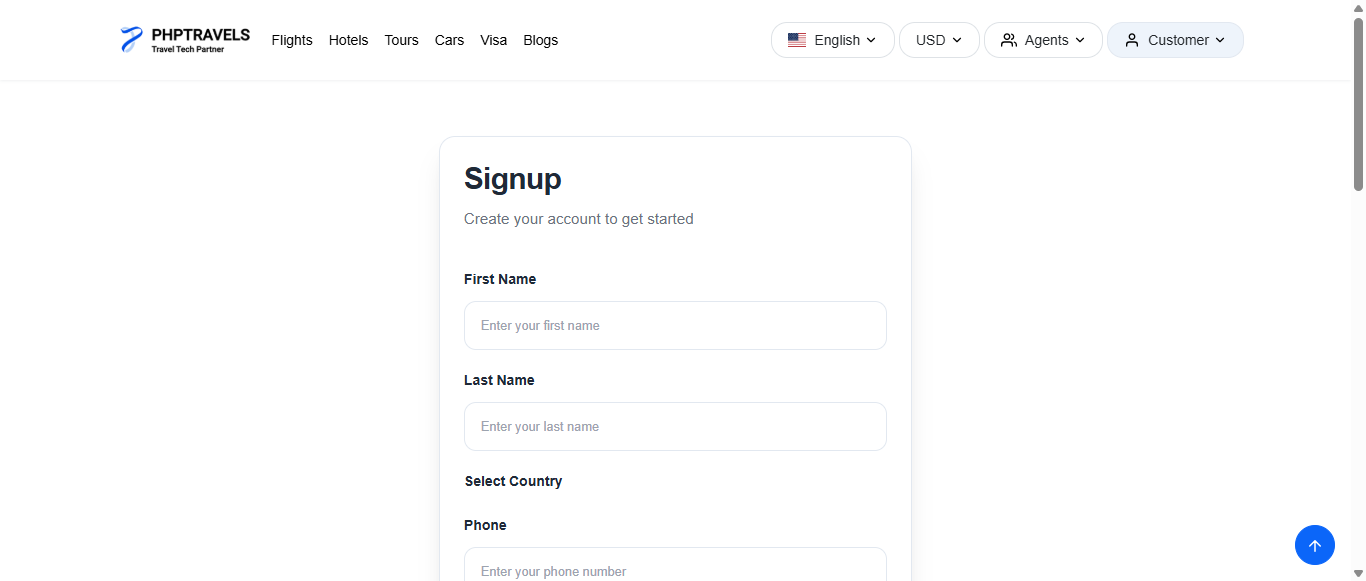 PHPTRAVELS
Travel Tech Partner
Flights Hotels Tours Cars Visa Blogs
English USD Agents Customer
Signup
Create your account to get started
First Name
Enter your first name
Last Name
Enter your last name
Select Country
Phone
Enter your phone number